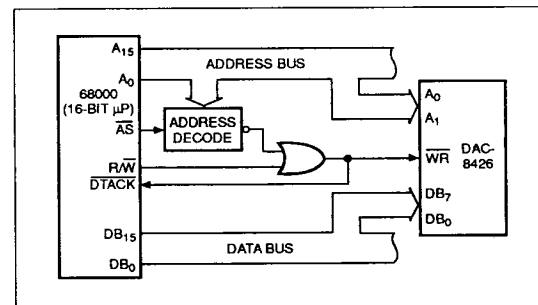 A15
A0
68000
(16-BIT μP)
AS
R/W
DTACK
DB15
DB0
ADDRESS BUS
ADDRESS
DECODE
DATA BUS
A0
A1
WR
DAC-
8426
DB7
DB0